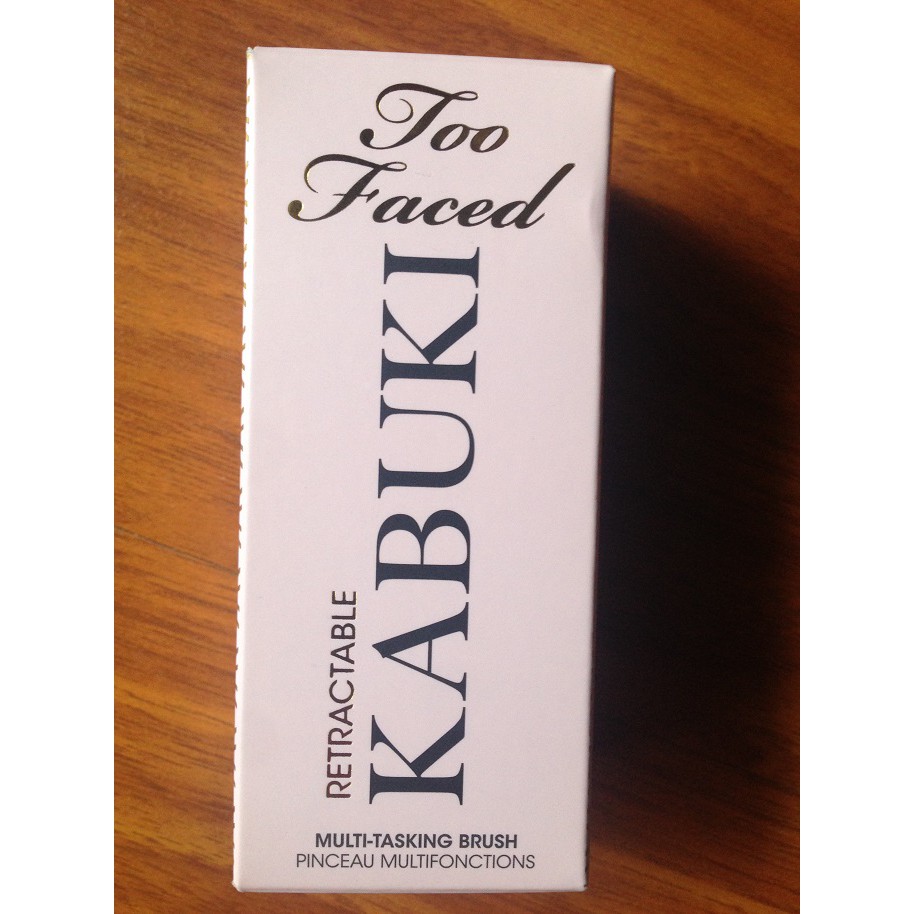 Too
Faced
RETRACTABLE
KABUKI
MULTI-TASKING BRUSH
PINCEAU MULTIFONCTIONS